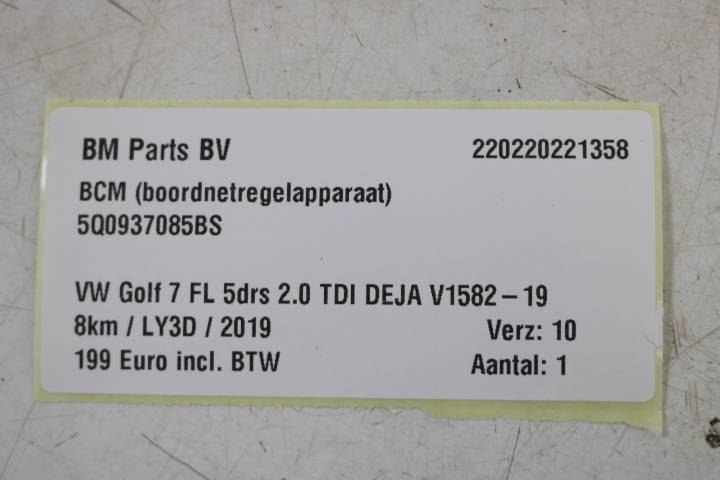 BM Parts BV 220220221358
BCM (boordnetregelapparaat)
5Q0937085BS
VW Golf 7 FL 5drs 2.0 TDI DEJA V1582-19
8km / LY3D / 2019 Verz: 10
199 Euro incl. BTW Aantal: 1